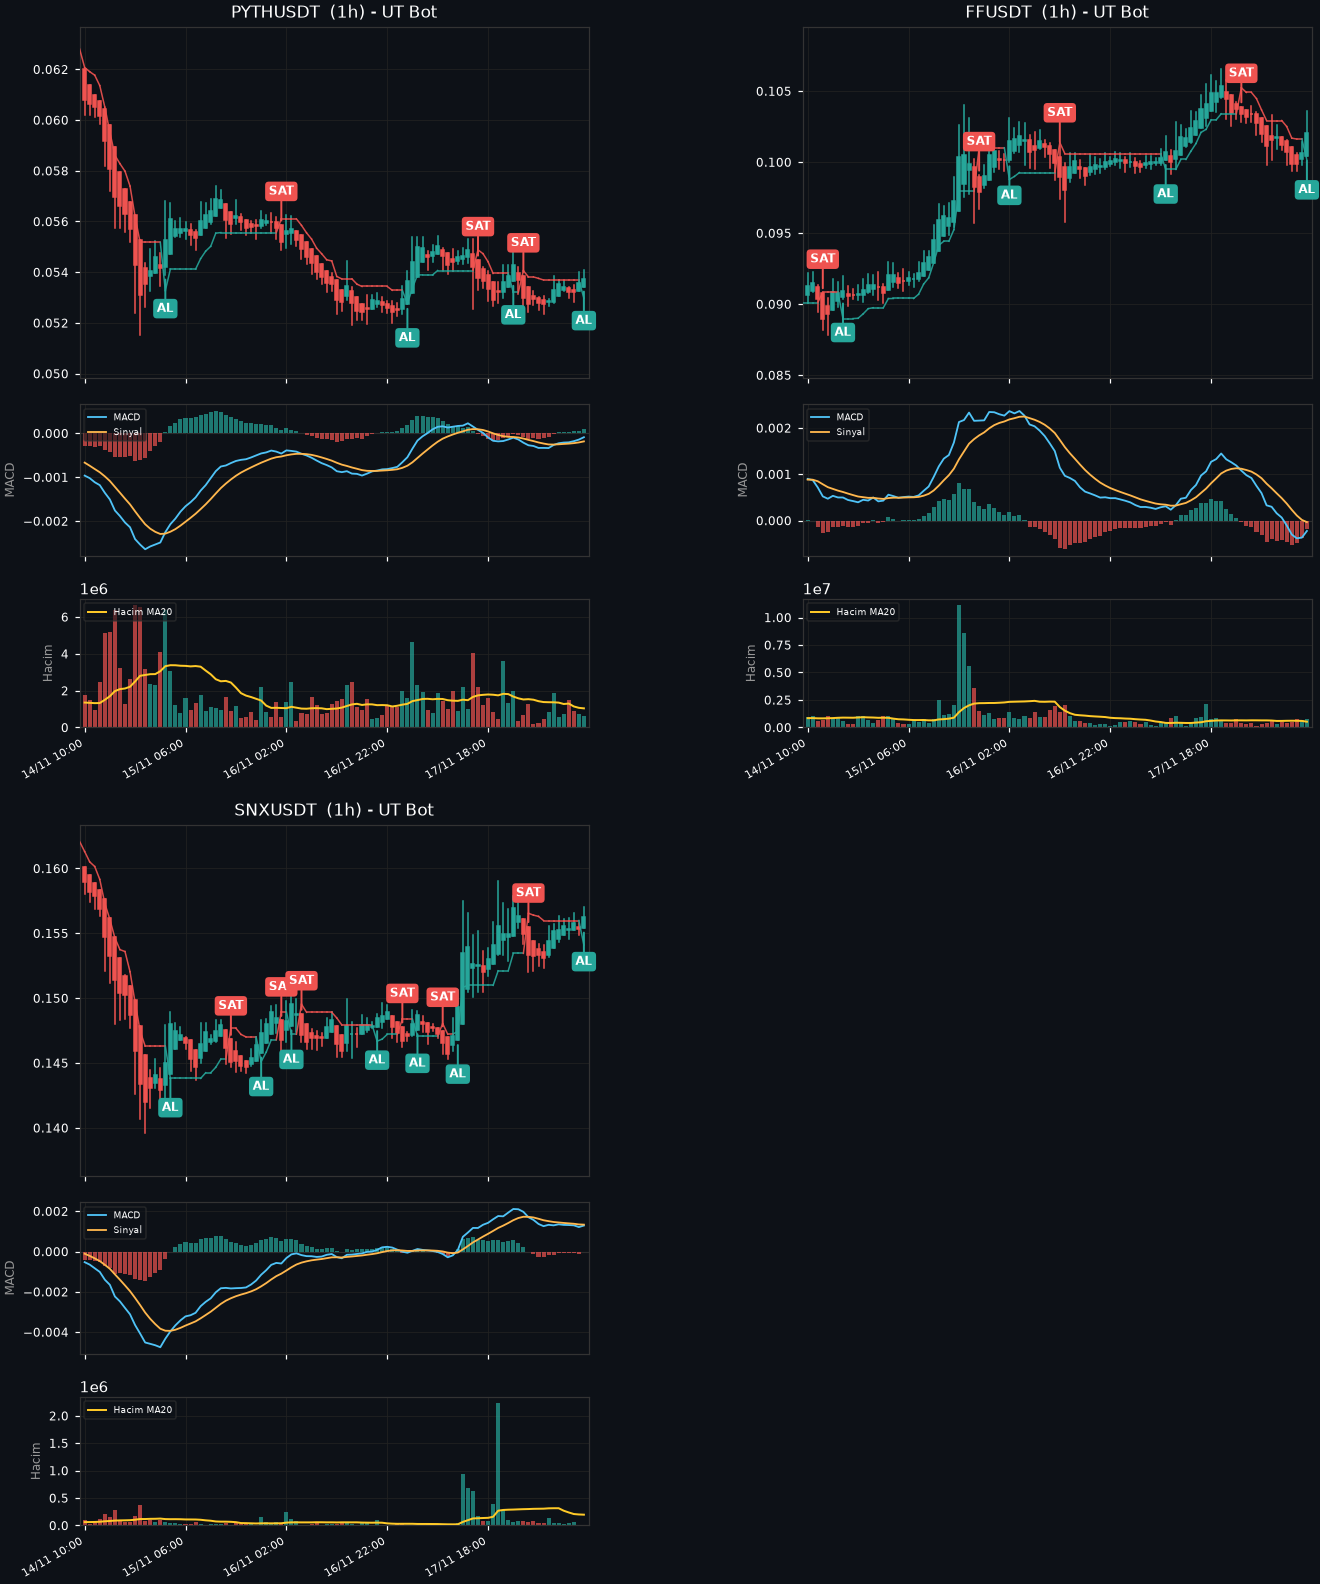 PYTHUSDT  (1h) - UT Bot
0.062
0.060
0.058
0.056
0.054
0.052
0.050
SAT
SAT
SAT
AL
AL
AL
AL
MACD
Sinyal
MACD
0.000
−0.001
−0.002
1e6
Hacim MA20
Hacim
6
4
2
0
14/11 10:00
15/11 06:00
16/11 02:00
16/11 22:00
17/11 18:00
FFUSDT  (1h) - UT Bot
0.105
0.100
0.095
0.090
0.085
SAT
SAT
SAT
SAT
AL
AL
AL
AL
MACD
Sinyal
MACD
0.002
0.001
0.000
1e7
Hacim MA20
Hacim
1.00
0.75
0.50
0.25
0.00
14/11 10:00
15/11 06:00
16/11 02:00
16/11 22:00
17/11 18:00
SNXUSDT  (1h) - UT Bot
0.160
0.155
0.150
0.145
0.140
SAT
SA
SAT
SAT
SAT
SAT
AL
AL
AL
AL
AL
AL
AL
MACD
Sinyal
MACD
0.002
0.000
−0.002
−0.004
1e6
Hacim MA20
Hacim
2.0
1.5
1.0
0.5
0.0
14/11 10:00
15/11 06:00
16/11 02:00
16/11 22:00
17/11 18:00